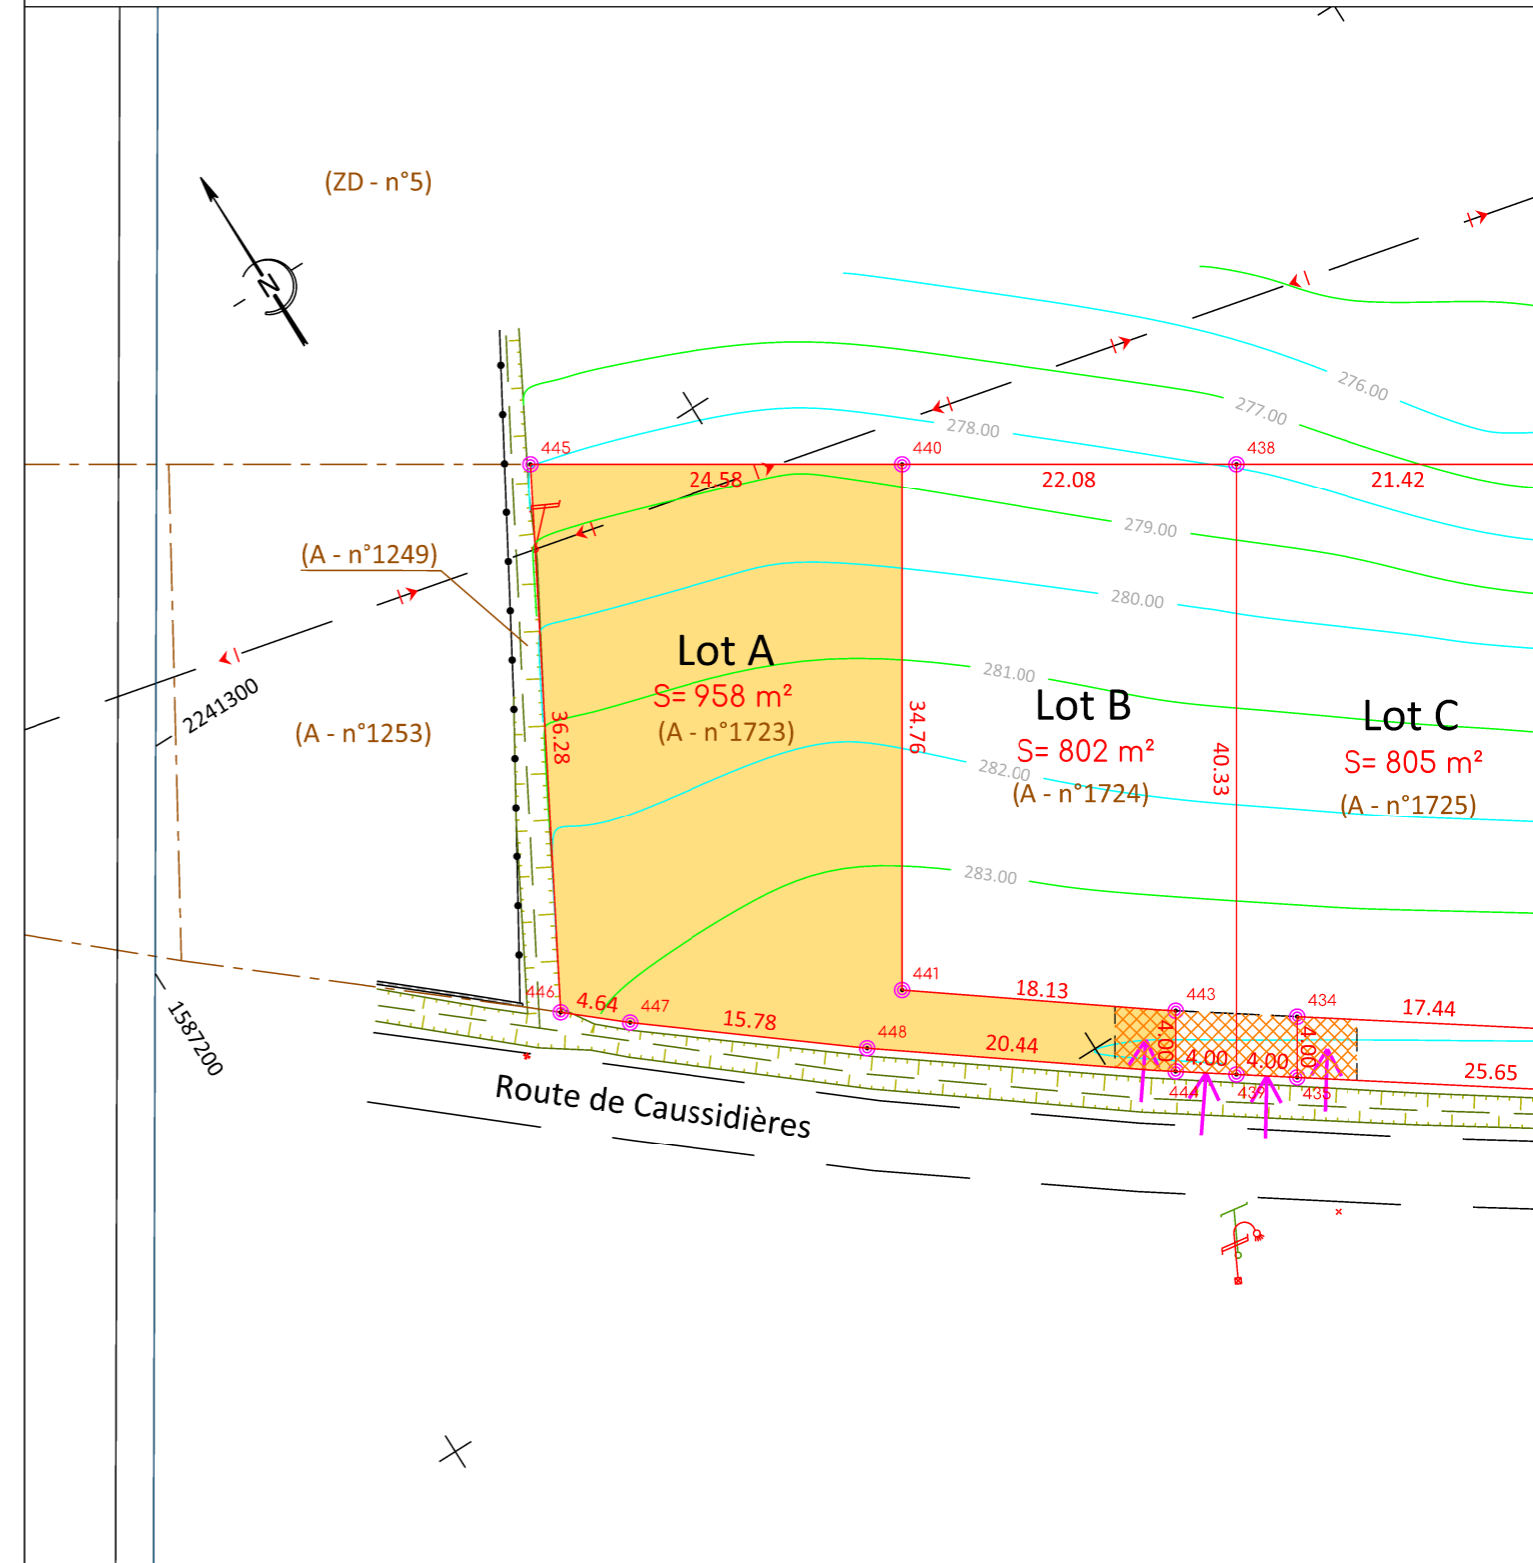 (ZD - n°5)
N
276.00
277.00
278.00
445
440
438
24.58
22.08
21.42
279.00
(A - n°1249)
280.00
Lot A
S= 958 m²
(A - n°1723)
281.00
Lot B
S= 802 m²
(A - n°1724)
Lot C
S= 805 m²
(A - n°1725)
2241300
(A - n°1253)
36.28
34.76
40.33
282.00
283.00
441
18.13
443
434
17.44
446
4.64
447
15.78
448
20.44
4.00
4.00
4.00
4.00
25.65
444
437
435
1587200
Route de Caussidières